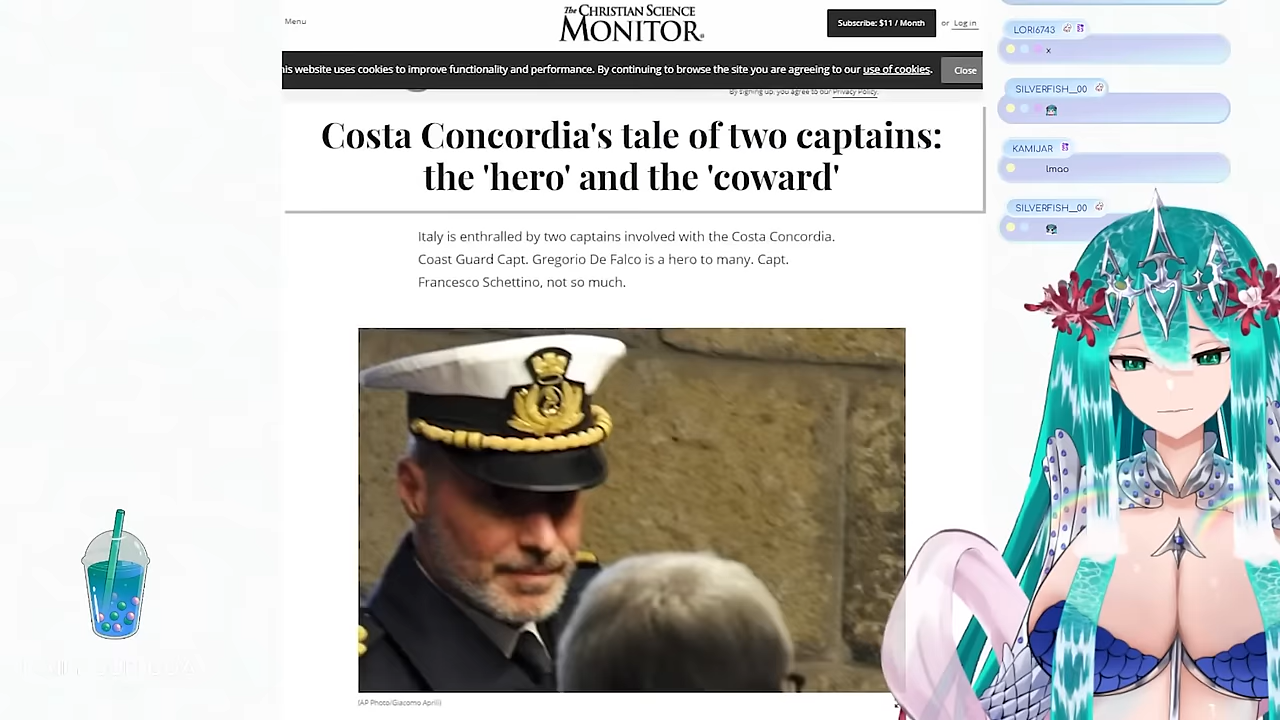 Menu
The CHRISTIAN SCIENCE
MONITOR
Subscribe: $11 / Month
or Log in
his website uses cookies to improve functionality and performance. By continuing to browse the site you are agreeing to our use of cookies.
Close
By signing up, you agree to our Privacy Policy.
Costa Concordia's tale of two captains:
the 'hero' and the 'coward'
Italy is enthralled by two captains involved with the Costa Concordia.
Coast Guard Capt. Gregorio De Falco is a hero to many. Capt.
Francesco Schettino, not so much.
(AP Photo/Giacomo Aprili)
LORI6743
x
SILVERFISH__00
KAMIJAR
lmao
SILVERFISH__00